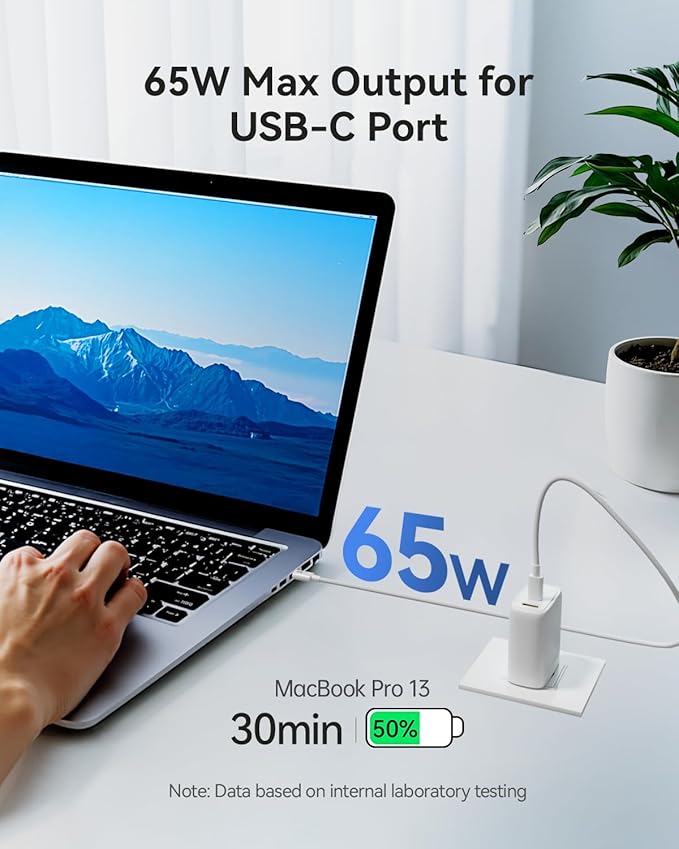 65W Max Output for
USB-C Port
65W
MacBook Pro 13
30min
50%
Note: Data based on internal laboratory testing